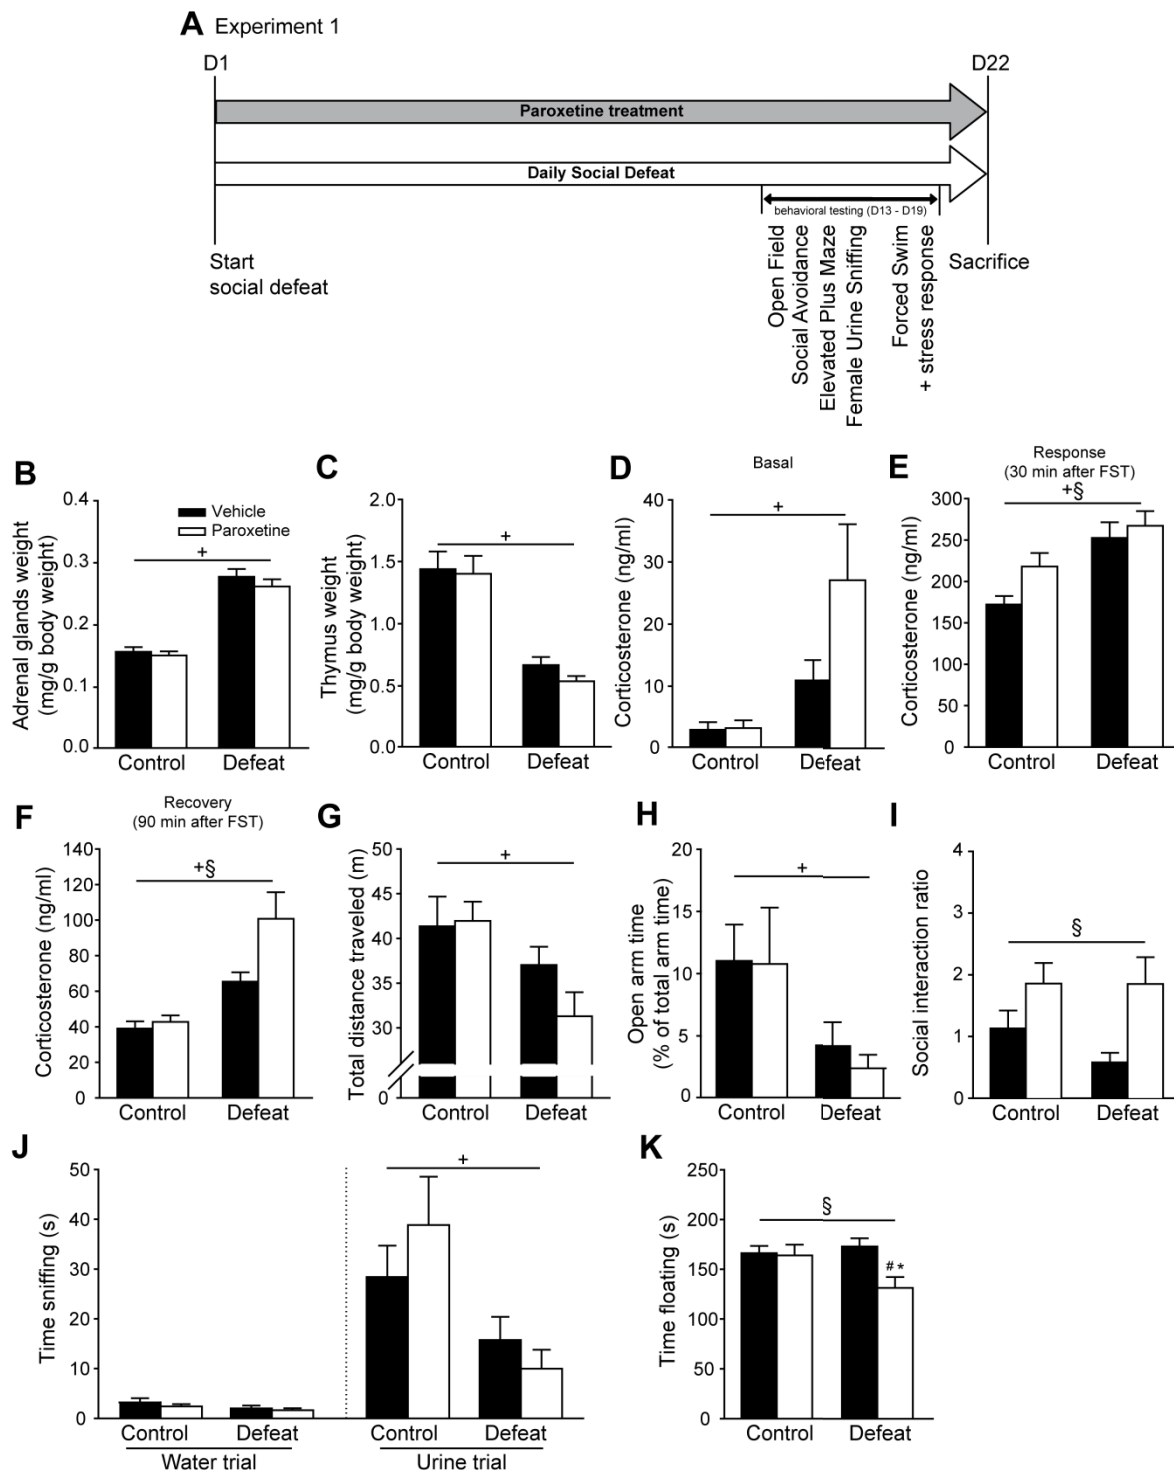 A Experiment 1
D1
D22
Paroxetine treatment
Daily Social Defeat
behavioral testing (D13 - D19)
Start
social defeat
Open Field
Social Avoidance
Elevated Plus Maze
Female Urine Sniffing
Forced Swim
+ stress response
Sacrifice
B
Adrenal glands weight
(mg/g body weight)
0.4
0.3
0.2
0.1
0.0
Vehicle
Paroxetine
+
Control
Defeat
C
Thymus weight
(mg/g body weight)
2.0
1.5
1.0
0.5
0.0
+
Control
Defeat
D
Basal
Corticosterone (ng/ml)
40
30
20
10
0
+
Control
Defeat
E
Response
(30 min after FST)
Corticosterone (ng/ml)
300
250
200
150
100
50
0
+§
Control
Defeat
F
Recovery
(90 min after FST)
Corticosterone (ng/ml)
140
120
100
80
60
40
20
0
+§
Control
Defeat
G
Total distance traveled (m)
50
45
40
35
30
0
+
Control
Defeat
H
Open arm time
(% of total arm time)
20
15
10
5
0
+
Control
Defeat
I
Social interaction ratio
4
3
2
1
0
§
Control
Defeat
J
Time sniffing (s)
50
40
30
20
10
0
+
Control
Defeat
Water trial
Control
Defeat
Urine trial
K
Time floating (s)
250
200
150
100
50
0
§
# *
Control
Defeat